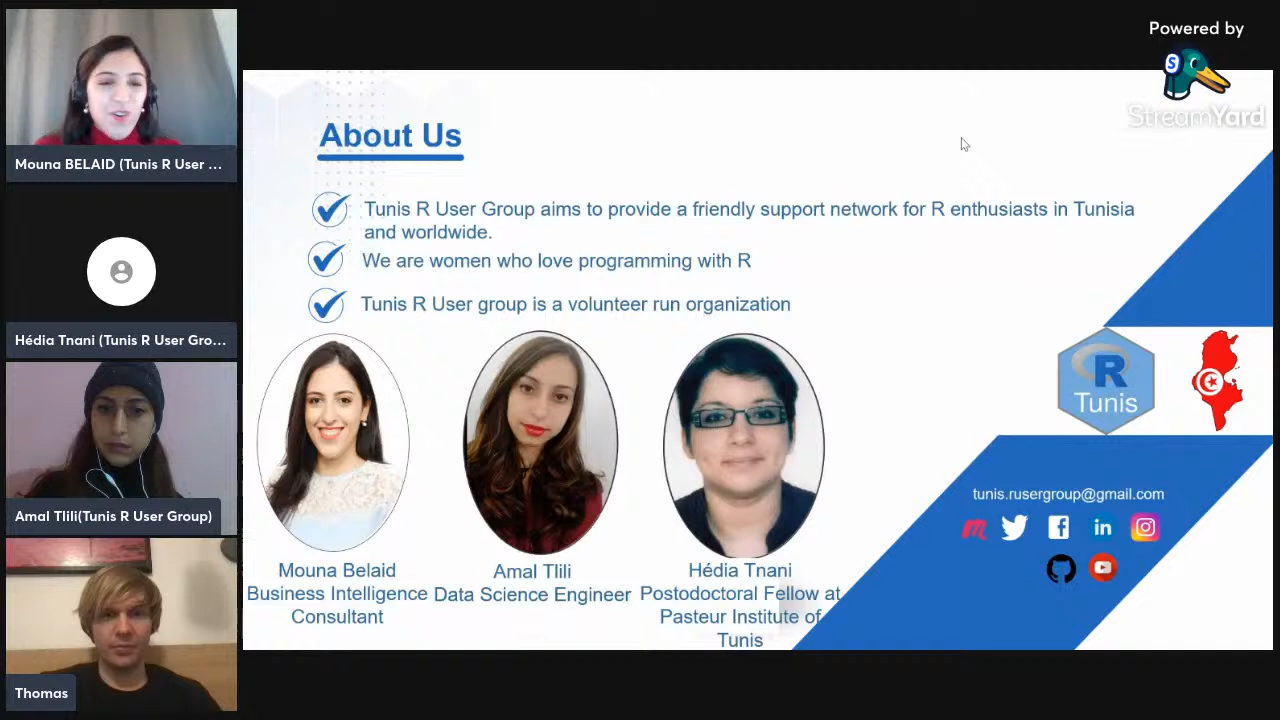 Powered by
StreamYard
Mouna BELAID (Tunis R User ...
Hédia Tnani (Tunis R User Gro...
Amal Tlili(Tunis R User Group)
Thomas
About Us
Tunis R User Group aims to provide a friendly support network for R enthusiasts in Tunisia
and worldwide.
We are women who love programming with R
Tunis R User group is a volunteer run organization
Mouna Belaid
Business Intelligence
Consultant
Amal Tlili
Data Science Engineer
Hédia Tnani
Postodoctoral Fellow at
Pasteur Institute of
Tunis
R
Tunis
tunis.rusergroup@gmail.com